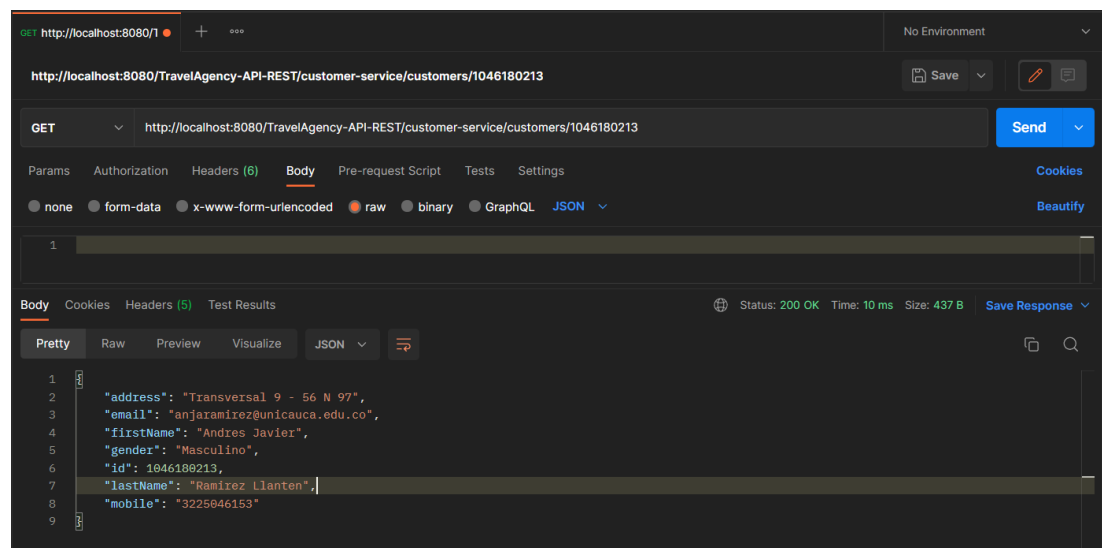 GET http://localhost:8080/1
No Environment
http://localhost:8080/TravelAgency-API-REST/customer-service/customers/1046180213
Save
GET http://localhost:8080/TravelAgency-API-REST/customer-service/customers/1046180213 Send
Params Authorization Headers (6) Body Pre-request Script Tests Settings Cookies
none form-data x-www-form-urlencoded raw binary GraphQL JSON Beautify
1
Body Cookies Headers (5) Test Results Status: 200 OK Time: 10 ms Size: 437 B Save Response
Pretty Raw Preview Visualize JSON
1 {
2 "address": "Transversal 9 - 56 N 97",
3 "email": "anjaramirez@unicauca.edu.co",
4 "firstName": "Andres Javier",
5 "gender": "Masculino",
6 "id": 1046180213,
7 "lastName": "Ramirez Llanten",
8 "mobile": "3225046153"
9 }